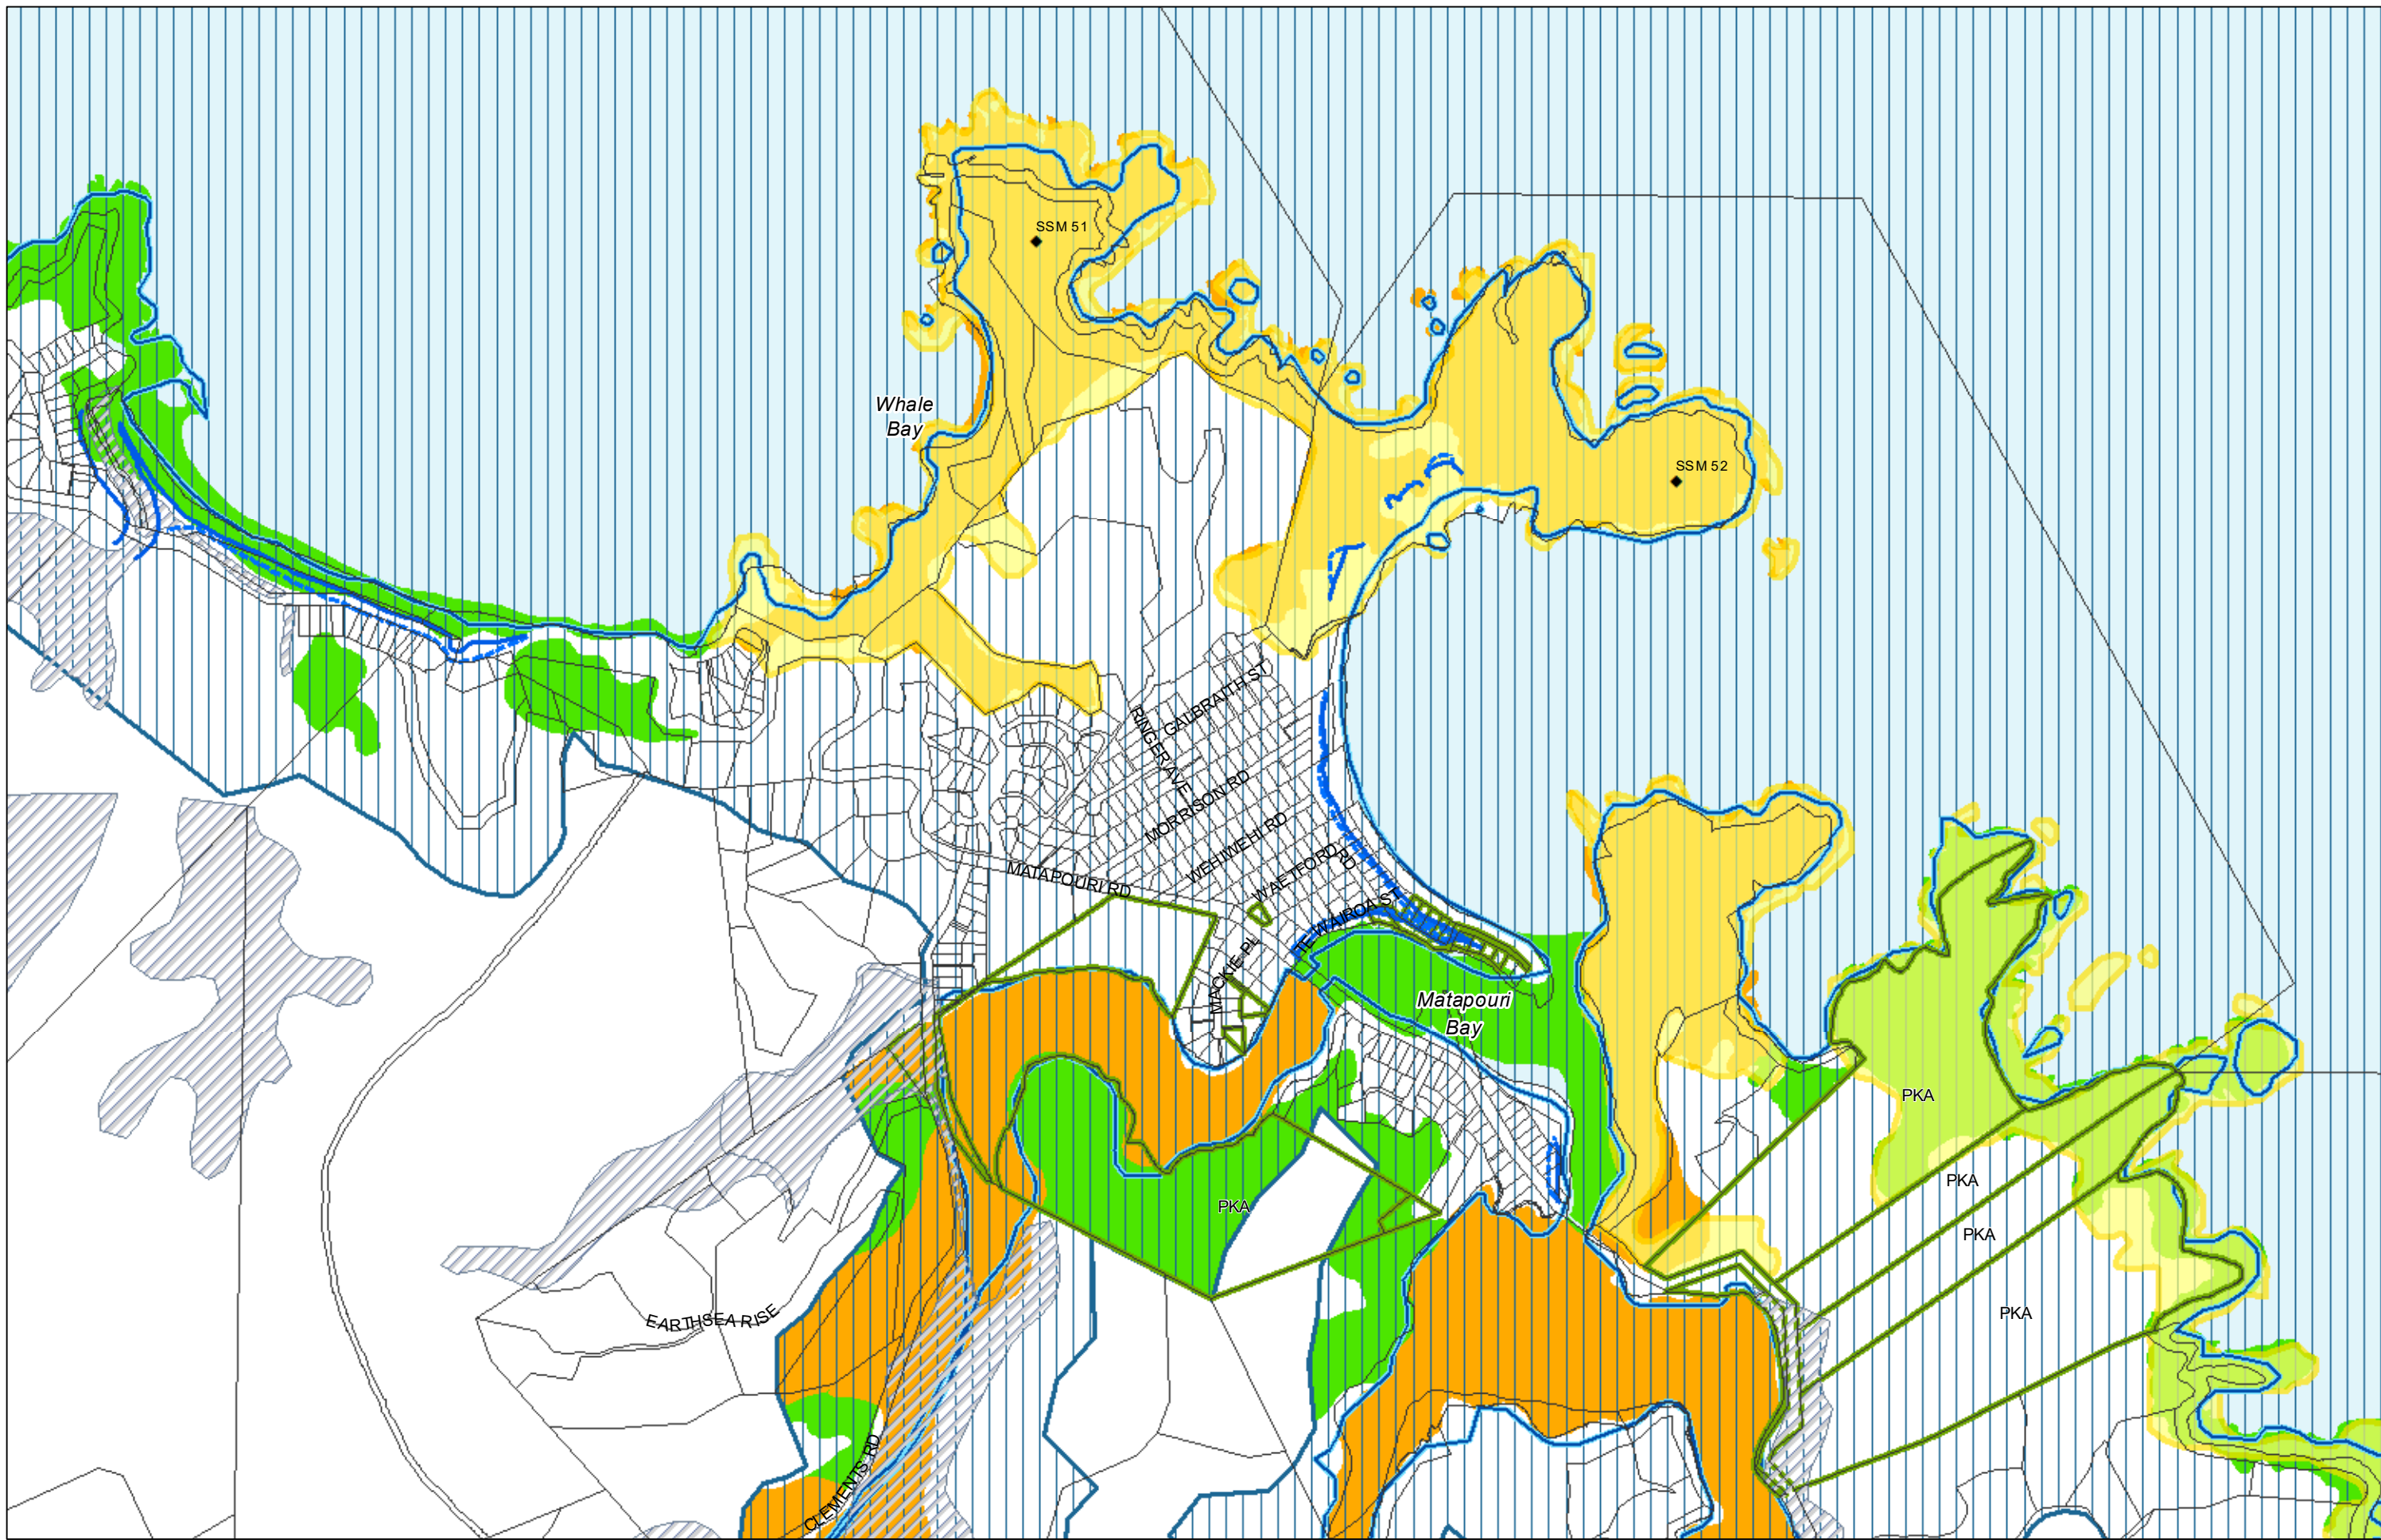 SSM 51
Whale
Bay
SSM 52
GALBRAITH ST
RINGER AVE
MORRISON RD
WEHIWEHI RD
WAETFORD RD
MATAPOURI RD
TE WAIROA ST
MACKIE PL
Matapouri
Bay
PKA
PKA
PKA
PKA
PKA
EARTHSEA RISE
CLEMENTS RD